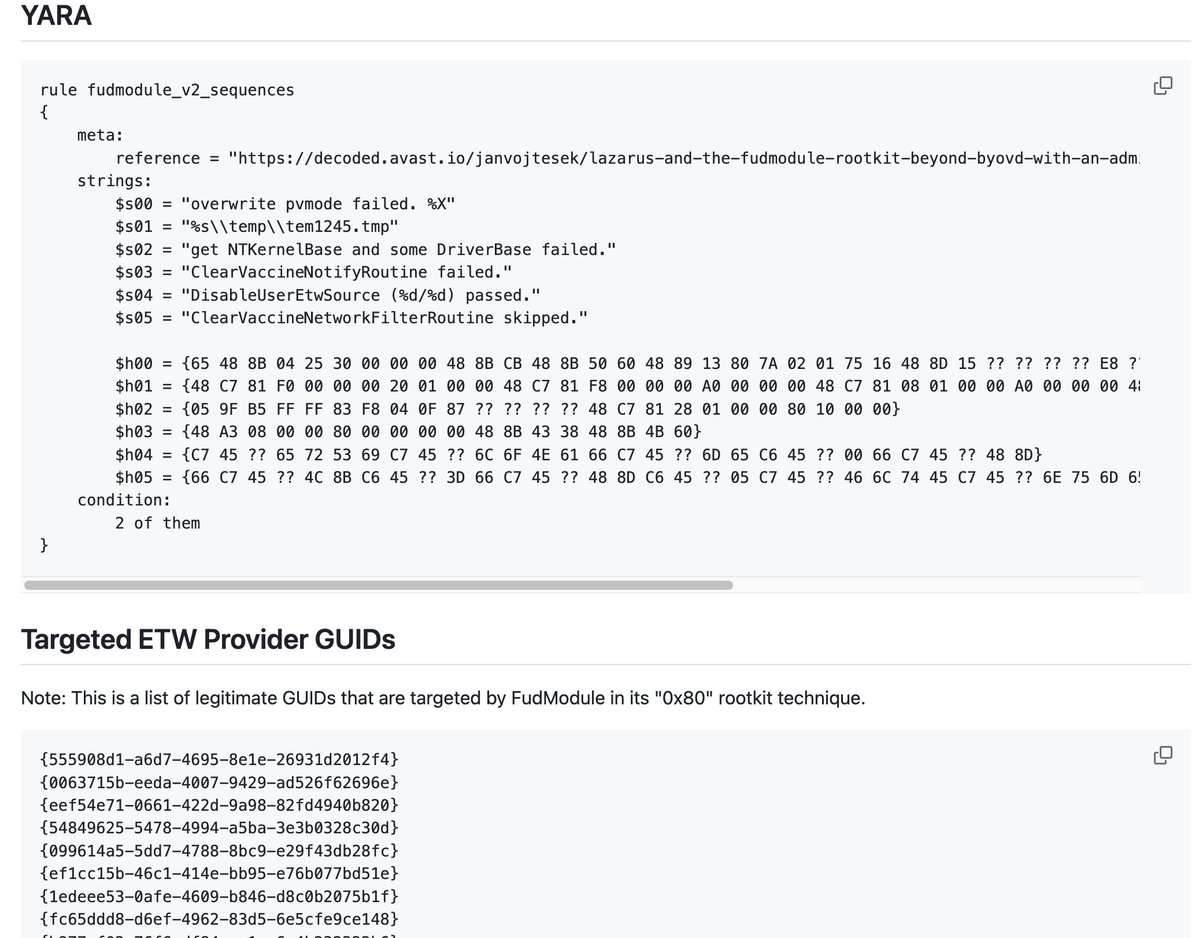 YARA
rule fudmodule_v2_sequences
{
meta:
reference = "https://decoded.avast.io/janvojtesek/lazarus-and-the-fudmodule-rootkit-beyond-byovd-with-an-adm
strings:
$s00 = "overwrite pvmode failed. %X"
$s01 = "%s\\temp\\tem1245.tmp"
$s02 = "get NTKernelBase and some DriverBase failed."
$s03 = "ClearVaccineNotifyRoutine failed."
$s04 = "DisableUserEtwSource (%d/%d) passed."
$s05 = "ClearVaccineNetworkFilterRoutine skipped."
$h00 = {65 48 8B 04 25 30 00 00 00 48 8B CB 48 8B 50 60 48 89 13 80 7A 02 01 75 16 48 8D 15 ?? ?? ?? ?? E8 ?
$h01 = {48 C7 81 F0 00 00 00 20 01 00 00 48 C7 81 F8 00 00 00 A0 00 00 00 48 C7 81 08 01 00 00 A0 00 00 00 48
$h02 = {05 9F B5 FF FF 83 F8 04 0F 87 ?? ?? ?? ?? 48 C7 81 28 01 00 00 80 10 00 00}
$h03 = {48 A3 08 00 00 80 00 00 00 00 48 8B 43 38 48 8B 4B 60}
$h04 = {C7 45 ?? 65 72 53 69 C7 45 ?? 6C 6F 4E 61 66 C7 45 ?? 6D 65 C6 45 ?? 00 66 C7 45 ?? 48 8D}
$h05 = {66 C7 45 ?? 4C 8B C6 45 ?? 3D 66 C7 45 ?? 48 8D C6 45 ?? 05 C7 45 ?? 46 6C 74 45 C7 45 ?? 6E 75 6D 65
condition:
2 of them
}
Targeted ETW Provider GUIDs
Note: This is a list of legitimate GUIDs that are targeted by FudModule in its "0x80" rootkit technique.
{555908d1-a6d7-4695-8e1e-26931d2012f4}
{0063715b-eeda-4007-9429-ad526f62696e}
{eef54e71-0661-422d-9a98-82fd4940b820}
{54849625-5478-4994-a5ba-3e3b0328c30d}
{099614a5-5dd7-4788-8bc9-e29f43db28fc}
{ef1cc15b-46c1-414e-bb95-e76b077bd51e}
{1edeee53-0afe-4609-b846-d8c0b2075b1f}
{fc65ddd8-d6ef-4962-83d5-6e5cfe9ce148}